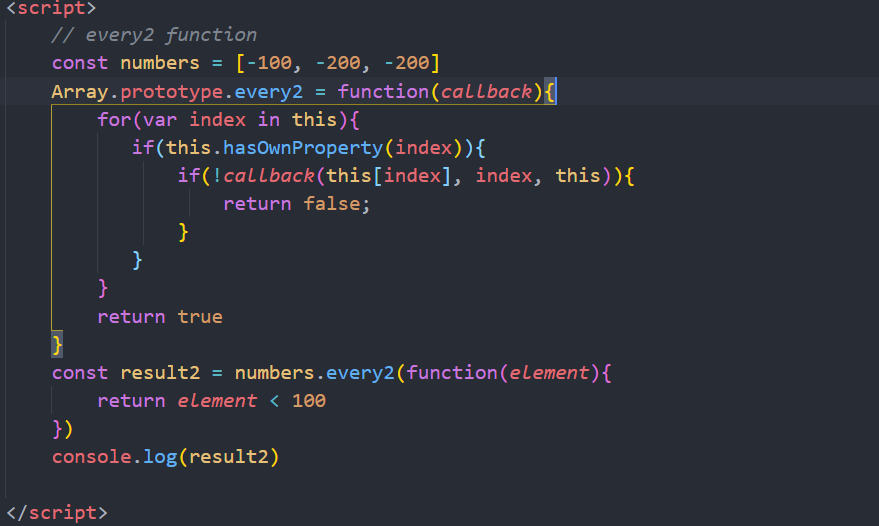 <script>
// every2 function
const numbers = [-100, -200, -200]
Array.prototype.every2 = function(callback){
for(var index in this){
if(this.hasOwnProperty(index)){
if(!callback(this[index], index, this)){
return false;
}
}
}
return true
}
const result2 = numbers.every2(function(element){
return element < 100
})
console.log(result2)
</script>